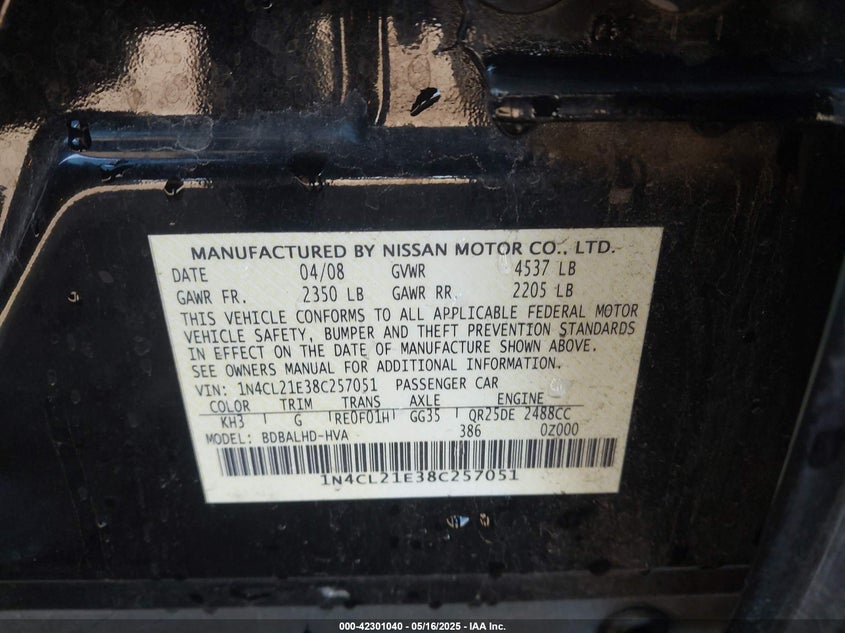 MANUFACTURED BY NISSAN MOTOR CO., LTD.
DATE 04/08 GVWR 4537 LB
GAWR FR. 2350 LB GAWR RR. 2205 LB
THIS VEHICLE CONFORMS TO ALL APPLICABLE FEDERAL MOTOR
VEHICLE SAFETY, BUMPER AND THEFT PREVENTION STANDARDS
IN EFFECT ON THE DATE OF MANUFACTURE SHOWN ABOVE.
SEE OWNERS MANUAL FOR ADDITIONAL INFORMATION.
VIN: 1N4CL21E38C257051 PASSENGER CAR
COLOR TRIM TRANS AXLE ENGINE
KH3 G RE0F01H GG35 QR25DE 2488CC
MODEL: BDBALHD-HVA 386 0Z000
1N4CL21E38C257051
000-42301040 - 05/16/2025 - IAA Inc.